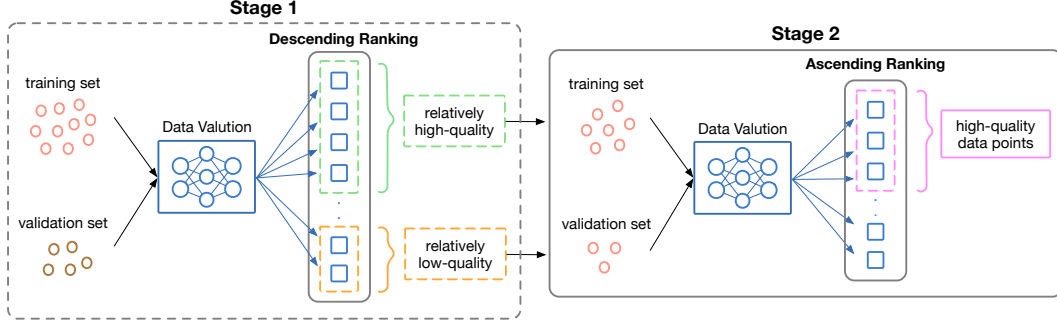 Stage 1
Descending Ranking
training set
Data Valution
validation set
relatively
high-quality
relatively
low-quality
Stage 2
Ascending Ranking
training set
Data Valution
validation set
high-quality
data points